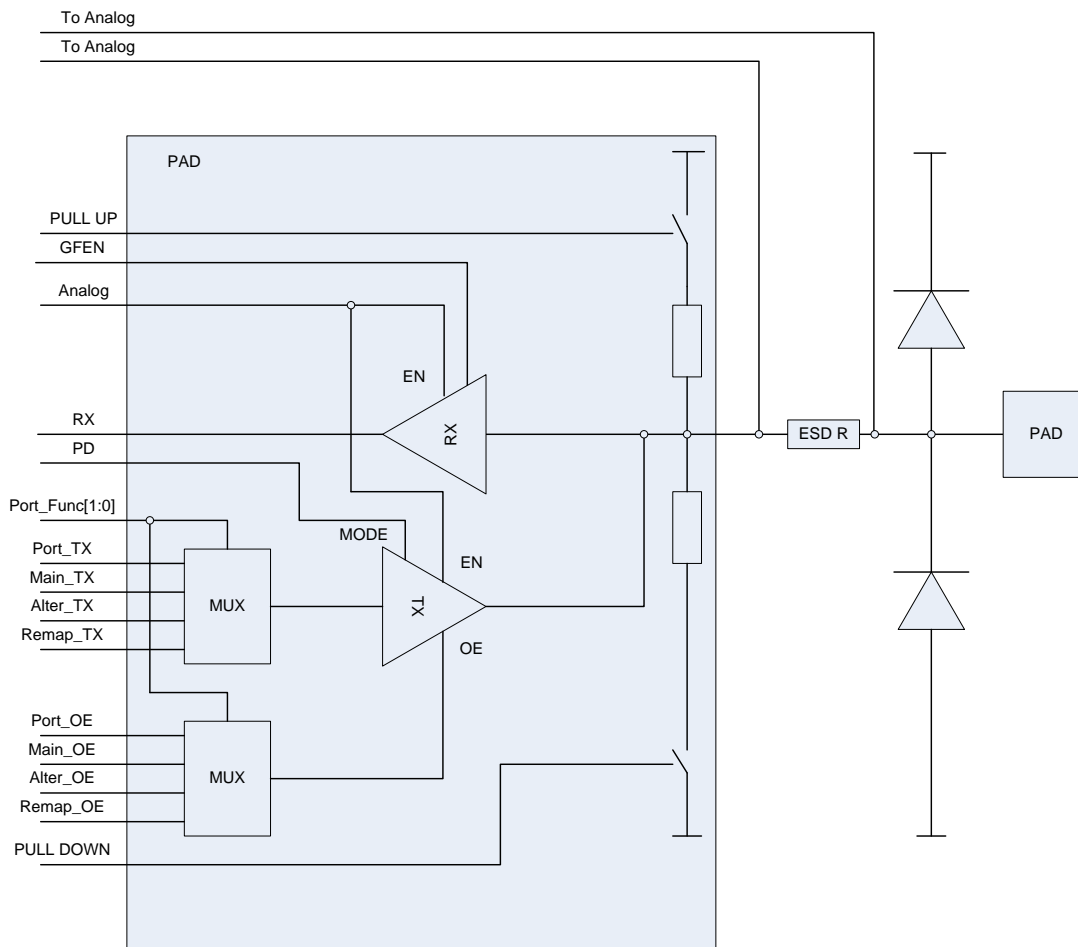 To Analog
To Analog
PAD
PULL UP
GFEN
Analog
EN
RX
RX
PD
ESD R
PAD
Port_Func[1:0]
MODE
Port_TX
EN
Main_TX
MUX
TX
Alter_TX
Remap_TX
OE
Port_OE
Main_OE
MUX
Alter_OE
Remap_OE
PULL DOWN